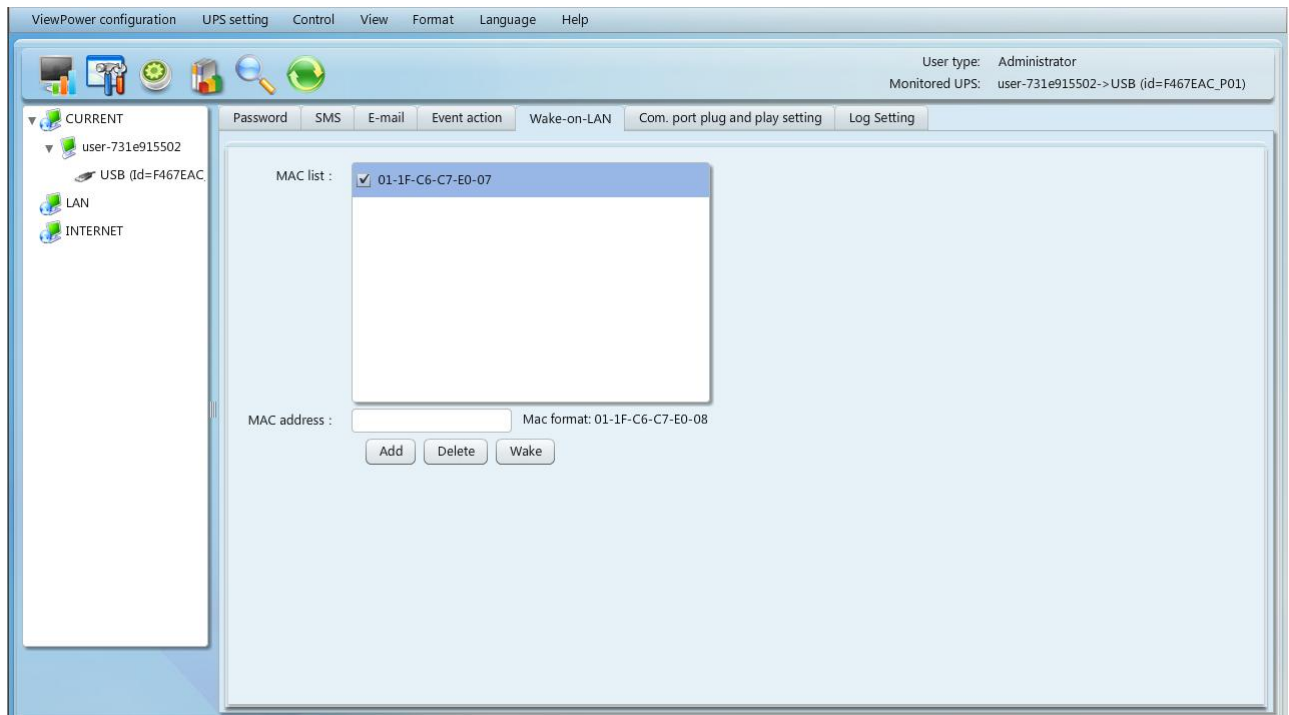 ViewPower configuration UPS setting Control View Format Language Help
User type: Administrator
Monitored UPS: user-731e915502->USB (id=F467EAC_P01)
CURRENT
user-731e915502
USB (Id=F467EAC
LAN
INTERNET
Password SMS E-mail Event action Wake-on-LAN Com. port plug and play setting Log Setting
MAC list : 01-1F-C6-C7-E0-07
MAC address : Mac format: 01-1F-C6-C7-E0-08
Add Delete Wake